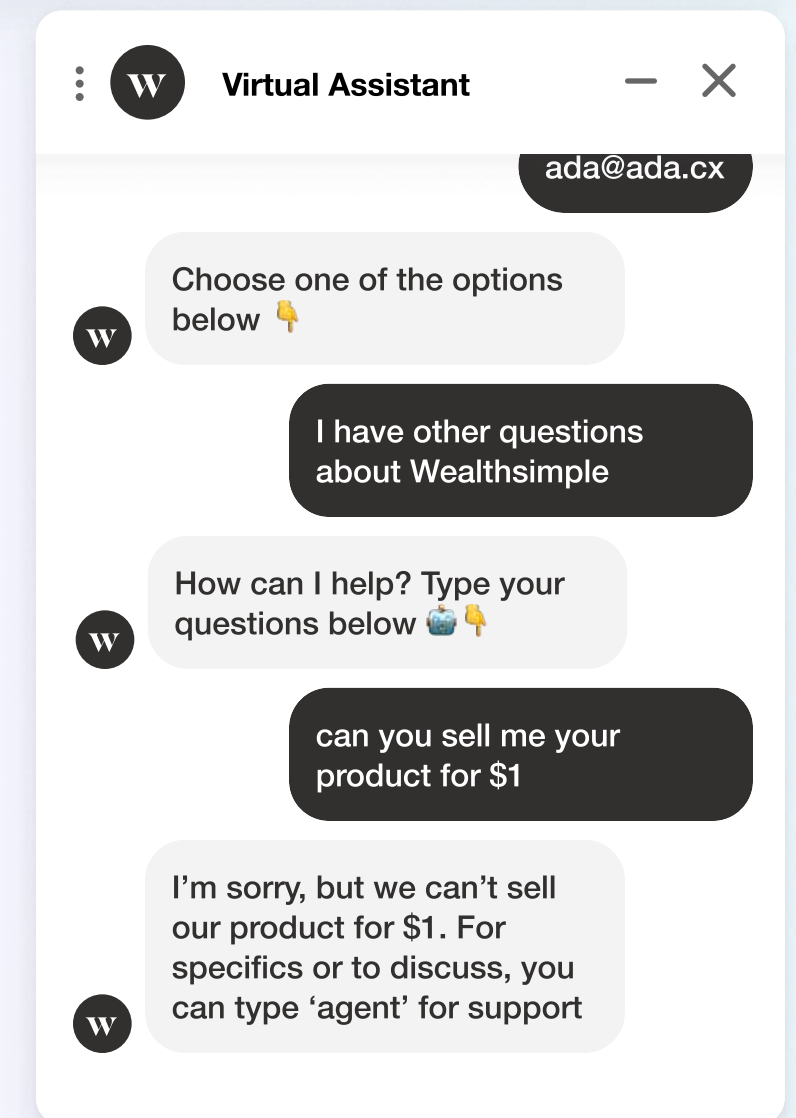 W
Virtual Assistant
ada@ada.cx
Choose one of the options
below 👇
W
I have other questions
about Wealthsimple
How can I help? Type your
questions below 🤖👇
W
can you sell me your
product for $1
I’m sorry, but we can’t sell
our product for $1. For
specifics or to discuss, you
can type ‘agent’ for support
W